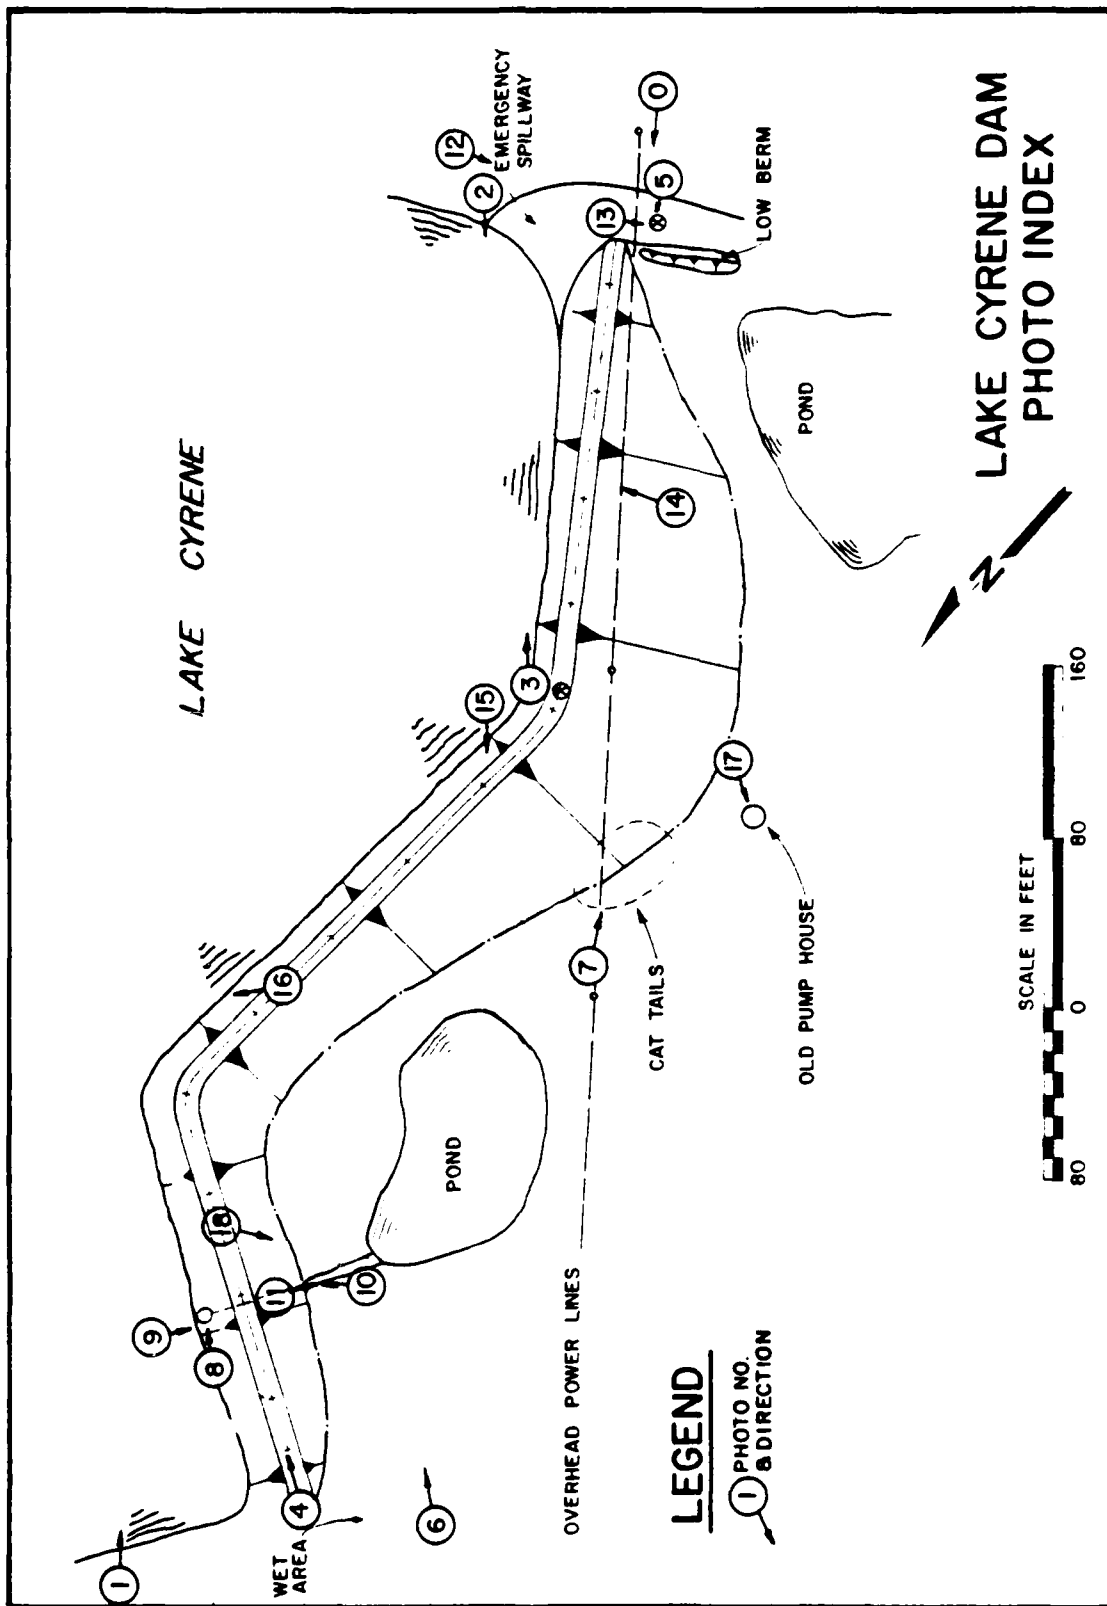 LAKE CYRENE
EMERGENCY
SPILLWAY
12
2
0
5
13
LOW BERM
14
POND
3
15
17
16
7
CAT TAILS
OLD PUMP HOUSE
POND
18
11
10
9
8
4
WET
AREA
1
6
OVERHEAD POWER LINES
LEGEND
1 PHOTO NO.
& DIRECTION
N
80 0 80 160
SCALE IN FEET
LAKE CYRENE DAM
PHOTO INDEX